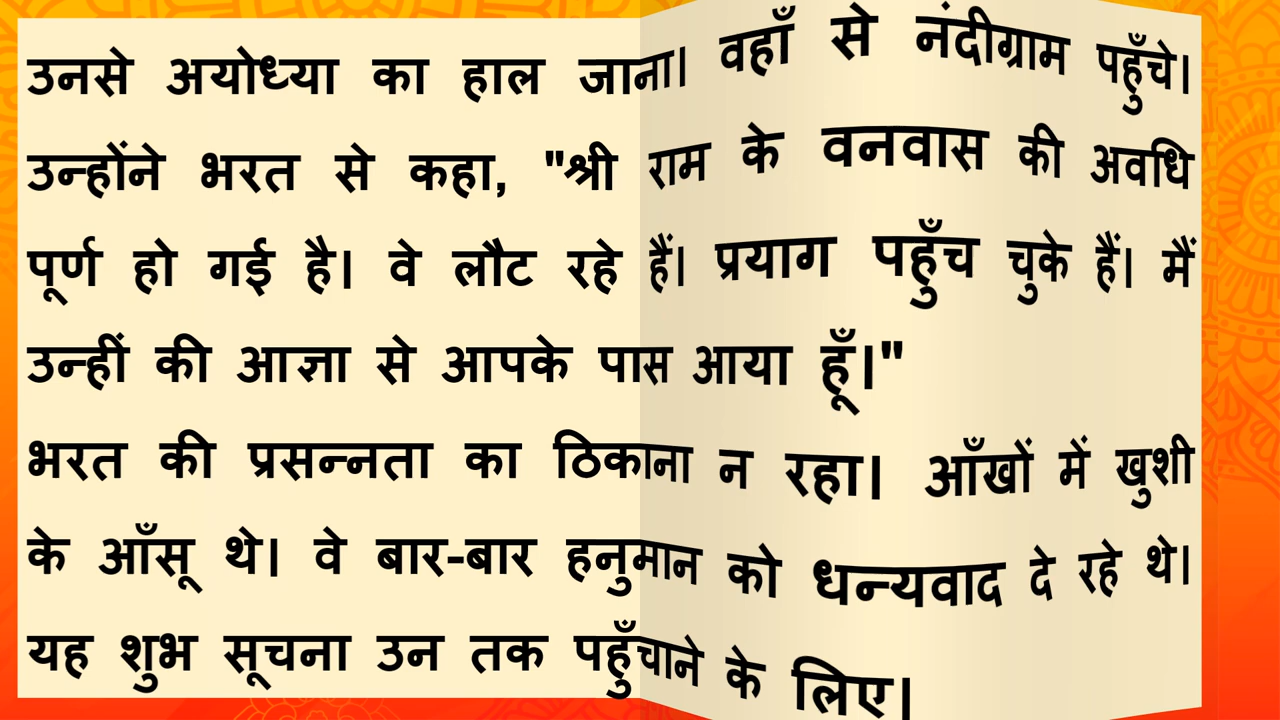 उनसे अयोध्या का हाल जाना। वहाँ से नंदीग्राम पहुँचे।
उन्होंने भरत से कहा, "श्री राम के वनवास की अवधि
पूर्ण हो गई है। वे लौट रहे हैं। प्रयाग पहुँच चुके हैं। मैं
उन्हीं की आज्ञा से आपके पास आया हूँ।"
भरत की प्रसन्नता का ठिकाना न रहा। आँखों में खुशी
के आँसू थे। वे बार-बार हनुमान को धन्यवाद दे रहे थे।
यह शुभ सूचना उन तक पहुँचाने के लिए।